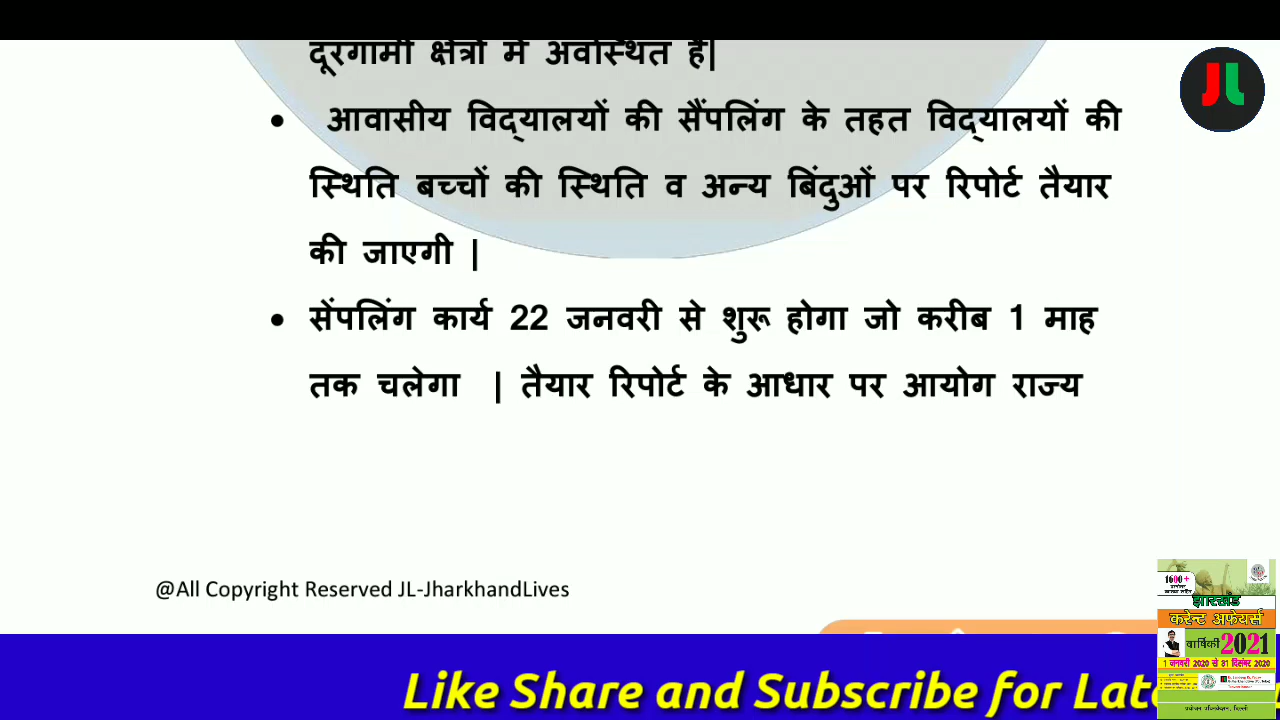 दूरगामी क्षेत्रों में अवस्थित हैं|
• आवासीय विद्यालयों की सैंपलिंग के तहत विद्यालयों की
स्थिति बच्चों की स्थिति व अन्य बिंदुओं पर रिपोर्ट तैयार
की जाएगी |
• सेंपलिंग कार्य 22 जनवरी से शुरू होगा जो करीब 1 माह
तक चलेगा | तैयार रिपोर्ट के आधार पर आयोग राज्य
@All Copyright Reserved JL-JharkhandLives
Like Share and Subscribe for Lat
JL
1600+
झारखंड
करेन्ट अफेयर्स
वार्षिकी 2021
1 जनवरी 2020 से 31 दिसंबर 2020